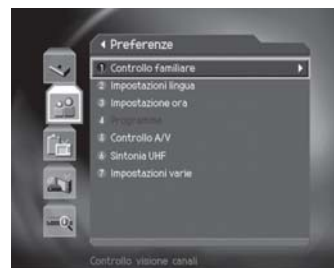 Preferenze
1 Controllo familiare
2 Impostazioni lingua
3 Impostazione ora
4 Programme
5 Controllo A/V
6 Sintonia UHF
7 Impostazioni varie
Controllo visione canali